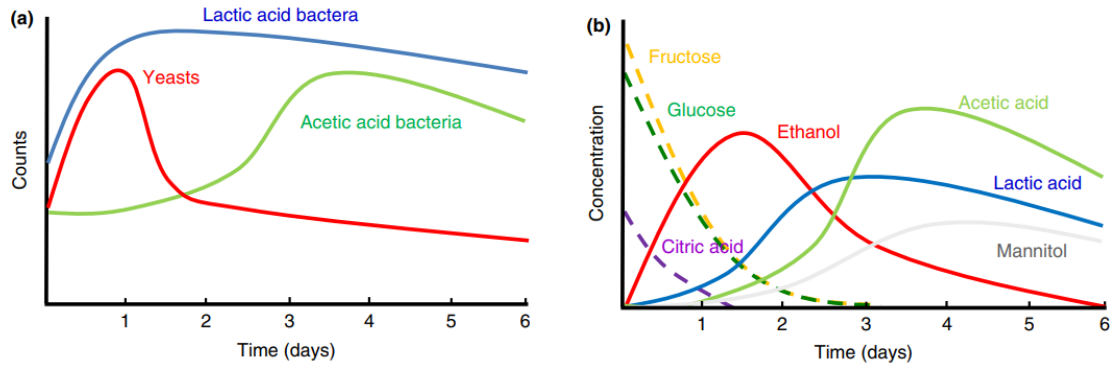 (a)
Lactic acid bactera
Yeasts
Acetic acid bacteria
Counts
1 2 3 4 5 6
Time (days)
(b)
Fructose
Glucose
Ethanol
Acetic acid
Lactic acid
Citric acid
Mannitol
Concentration
1 2 3 4 5 6
Time (days)